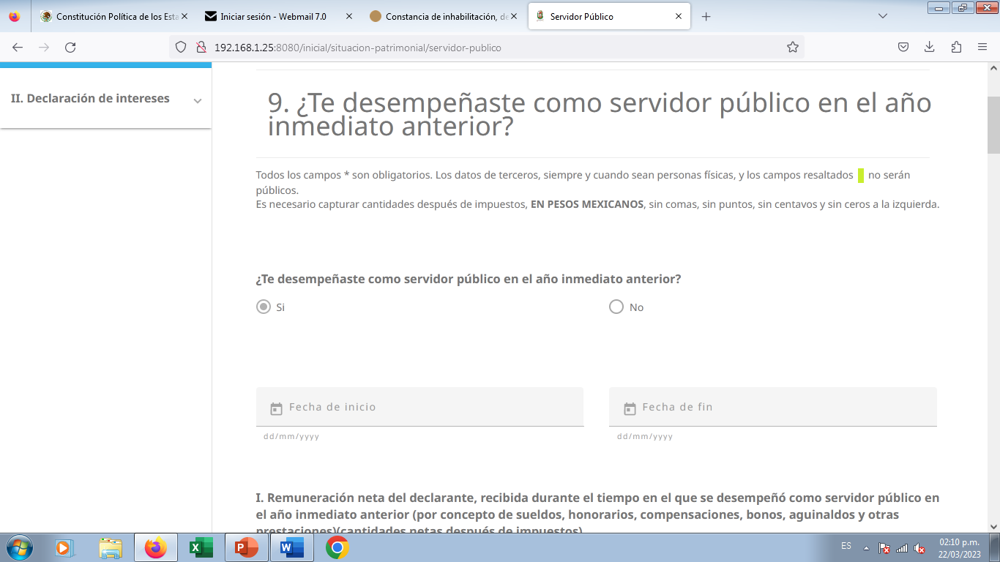 Constitución Política de los Esta
Iniciar sesión - Webmail 7.0
Constancia de inhabilitación, de
Servidor Público
192.168.1.25:8080/inicial/situacion-patrimonial/servidor-publico
II. Declaración de intereses
9. ¿Te desempeñaste como servidor público en el año
inmediato anterior?
Todos los campos * son obligatorios. Los datos de terceros, siempre y cuando sean personas físicas, y los campos resaltados no serán
públicos.
Es necesario capturar cantidades después de impuestos, EN PESOS MEXICANOS, sin comas, sin puntos, sin centavos y sin ceros a la izquierda.
¿Te desempeñaste como servidor público en el año inmediato anterior?
Si
No
Fecha de inicio
Fecha de fin
dd/mm/yyyy
dd/mm/yyyy
I. Remuneración neta del declarante, recibida durante el tiempo en el que se desempeñó como servidor público en
el año inmediato anterior (por concepto de sueldos, honorarios, compensaciones, bonos, aguinaldos y otras
prestaciones)(cantidades netas después de impuestos)
ES
02:10 p.m.
22/03/2023